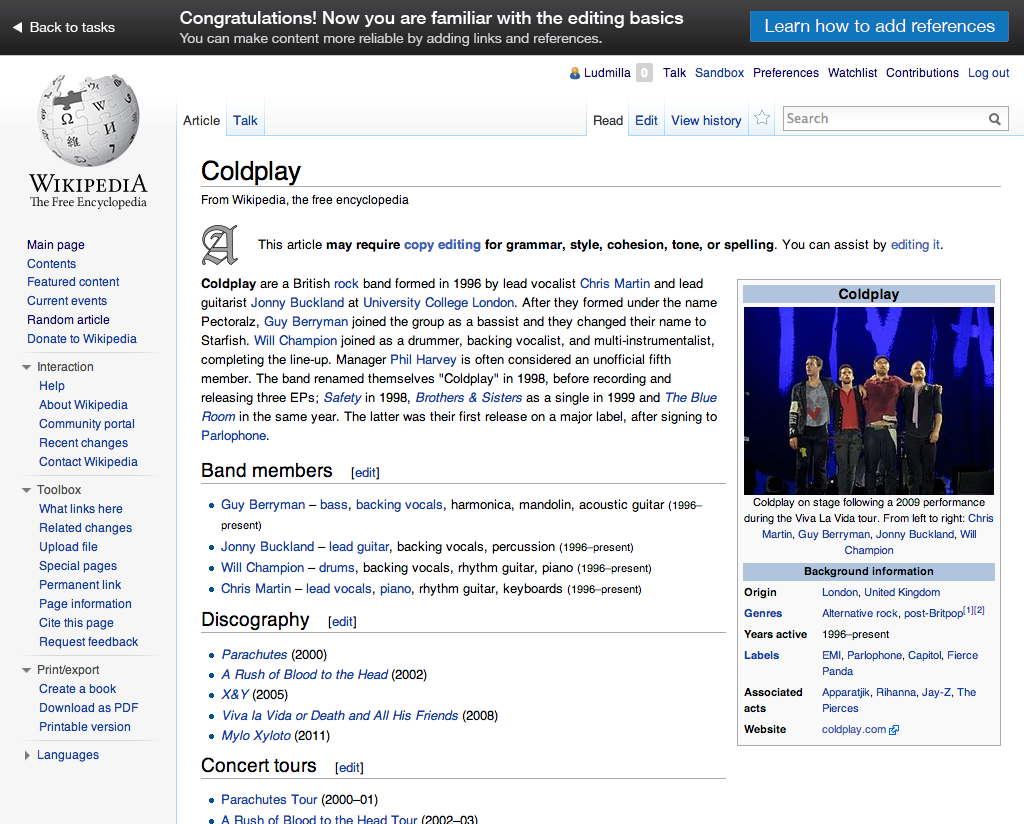 Back to tasks
Congratulations! Now you are familiar with the editing basics
You can make content more reliable by adding links and references.
Learn how to add references
Ludmilla 0 Talk Sandbox Preferences Watchlist Contributions Log out
Article Talk Read Edit View history Search
WIKIPEDIA
The Free Encyclopedia
Main page
Contents
Featured content
Current events
Random article
Donate to Wikipedia
Interaction
Help
About Wikipedia
Community portal
Recent changes
Contact Wikipedia
Toolbox
What links here
Related changes
Upload file
Special pages
Permanent link
Page information
Cite this page
Request feedback
Print/export
Create a book
Download as PDF
Printable version
Languages
Coldplay
From Wikipedia, the free encyclopedia
This article may require copy editing for grammar, style, cohesion, tone, or spelling. You can assist by editing it.
Coldplay are a British rock band formed in 1996 by lead vocalist Chris Martin and lead
guitarist Jonny Buckland at University College London. After they formed under the name
Pectoralz, Guy Berryman joined the group as a bassist and they changed their name to
Starfish. Will Champion joined as a drummer, backing vocalist, and multi-instrumentalist,
completing the line-up. Manager Phil Harvey is often considered an unofficial fifth
member. The band renamed themselves "Coldplay" in 1998, before recording and
releasing three EPs; Safety in 1998, Brothers & Sisters as a single in 1999 and The Blue
Room in the same year. The latter was their first release on a major label, after signing to
Parlophone.
Band members [edit]
Guy Berryman – bass, backing vocals, harmonica, mandolin, acoustic guitar (1996–
present)
Jonny Buckland – lead guitar, backing vocals, percussion (1996–present)
Will Champion – drums, backing vocals, rhythm guitar, piano (1996–present)
Chris Martin – lead vocals, piano, rhythm guitar, keyboards (1996–present)
Discography [edit]
Parachutes (2000)
A Rush of Blood to the Head (2002)
X&Y (2005)
Viva la Vida or Death and All His Friends (2008)
Mylo Xyloto (2011)
Concert tours [edit]
Parachutes Tour (2000–01)
A Rush of Blood to the Head Tour (2002–03)
Coldplay
Coldplay on stage following a 2009 performance
during the Viva La Vida tour. From left to right: Chris
Martin, Guy Berryman, Jonny Buckland, Will
Champion
Background information
Origin London, United Kingdom
Genres Alternative rock, post-Britpop[1][2]
Years active 1996–present
Labels EMI, Parlophone, Capitol, Fierce
Panda
Associated acts Apparatjik, Rihanna, Jay-Z, The
Pierces
Website coldplay.com